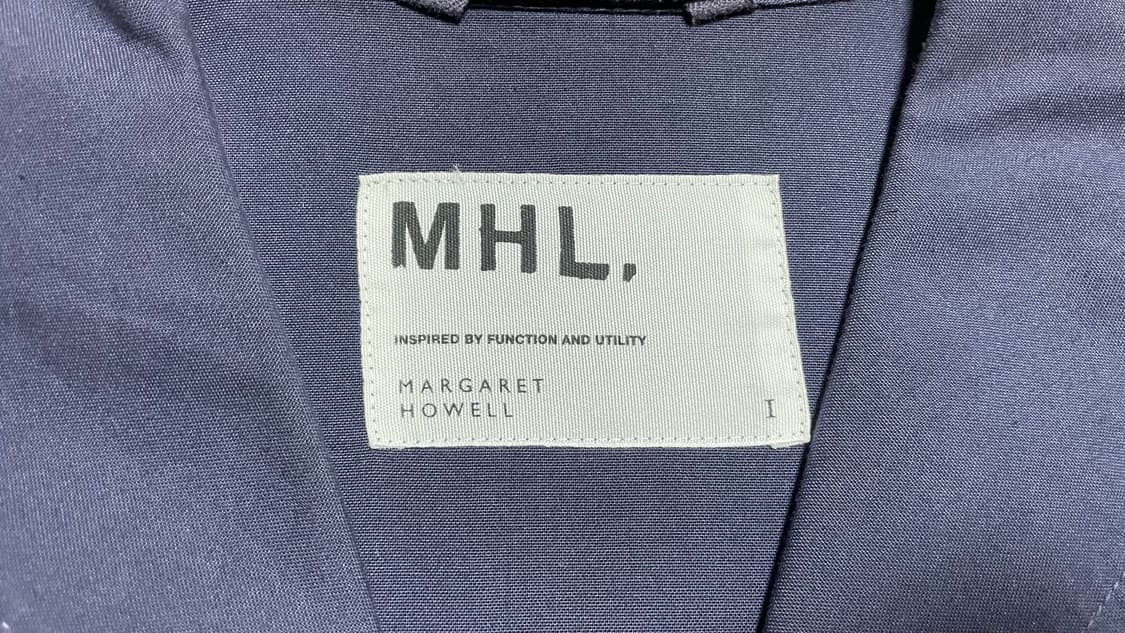 MHL.
INSPIRED BY FUNCTION AND UTILITY
MARGARET
HOWELL
I